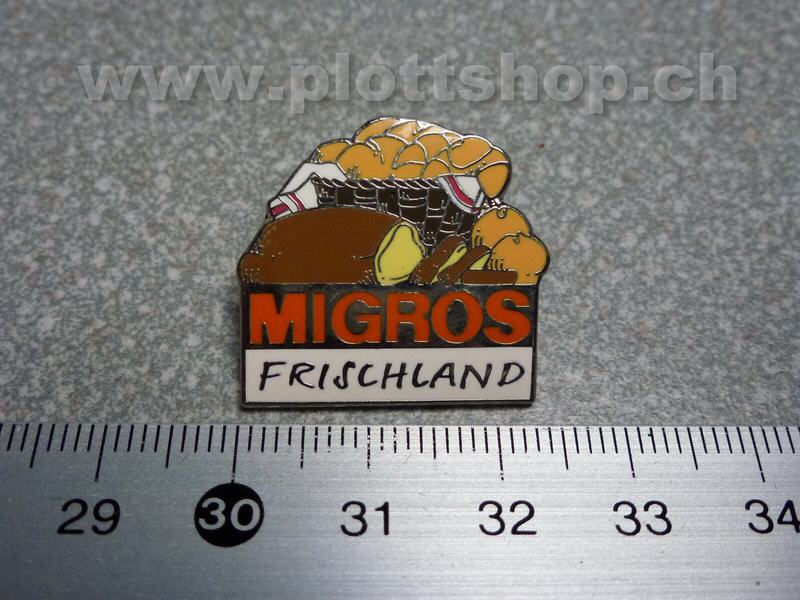 www.plottshop.ch
MIGROS
FRISCHLAND
29 30 31 32 33 34